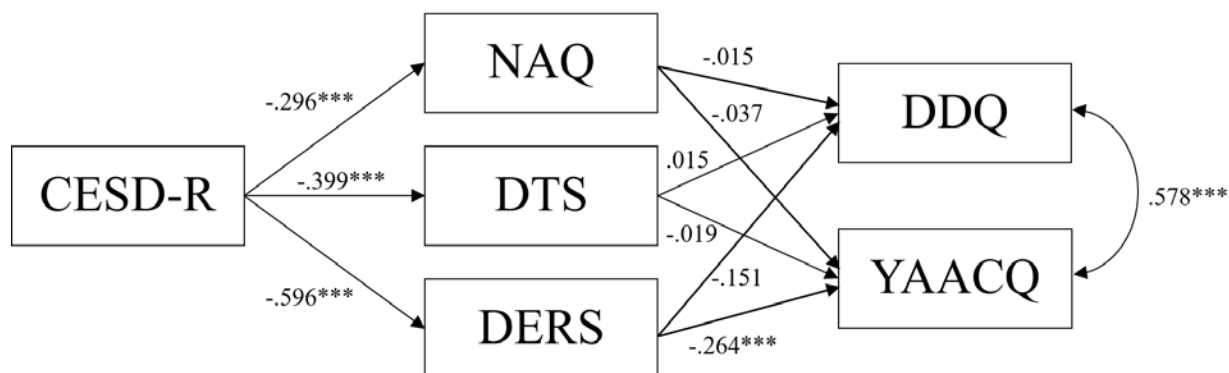 NAQ
-.015
-.296***
-.037
DDQ
CESD-R
-.399***
DTS
.015
-.019
.578***
-.596***
DERS
-.151
-.264***
YAACQ